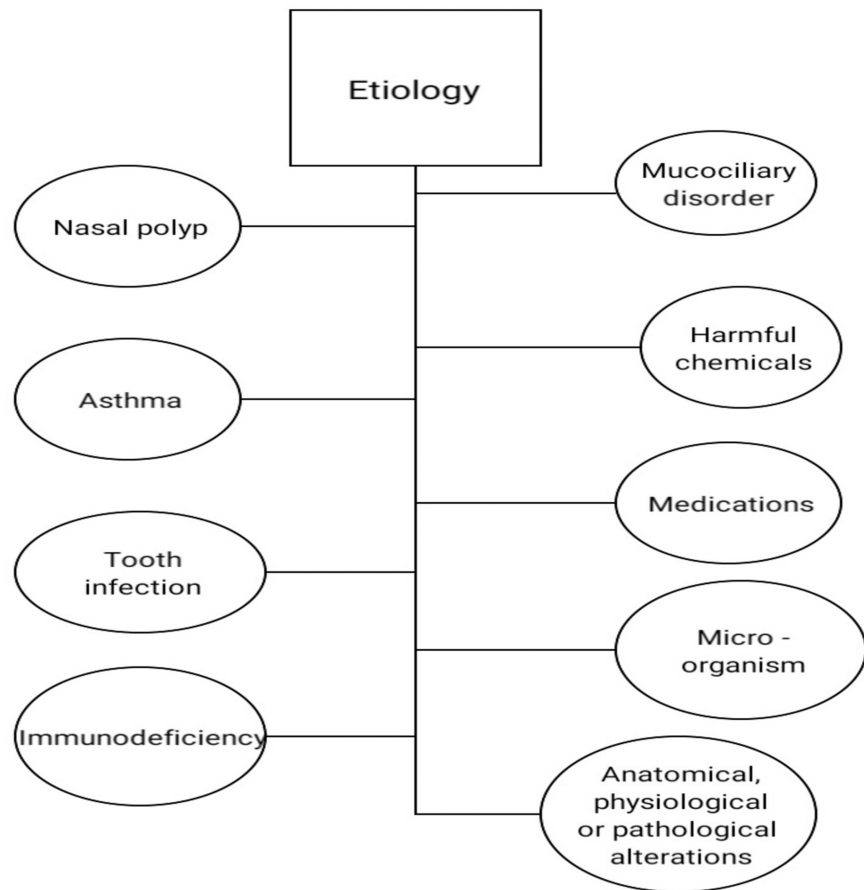 Etiology
Mucociliary
disorder
Nasal polyp
Harmful
chemicals
Asthma
Medications
Tooth
infection
Micro -
organism
Immunodeficiency
Anatomical,
physiological
or pathological
alterations